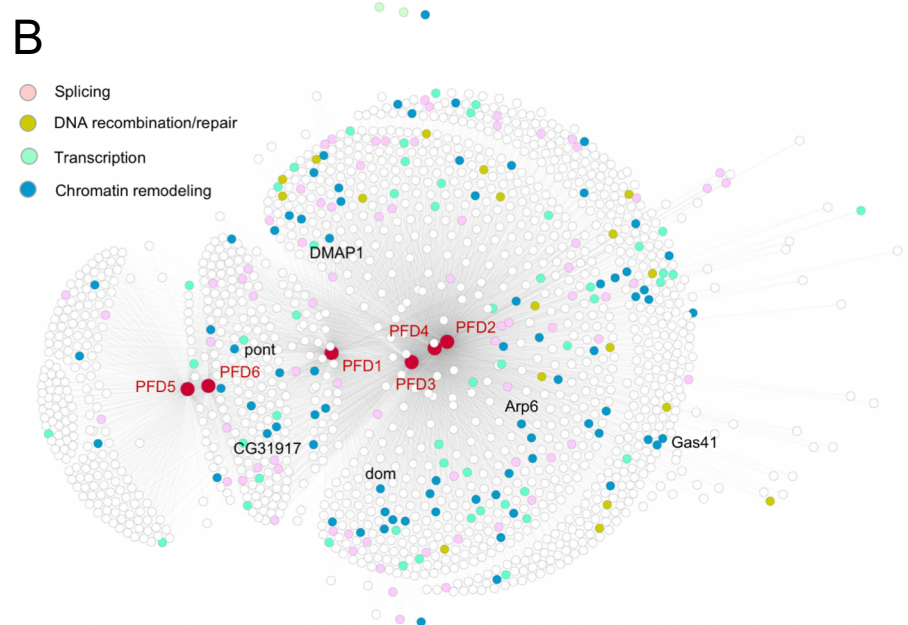 B
Splicing
DNA recombination/repair
Transcription
Chromatin remodeling
DMAP1
PFD4
PFD2
pont
PFD1
PFD6
PFD5
PFD3
Arp6
Gas41
CG31917
dom